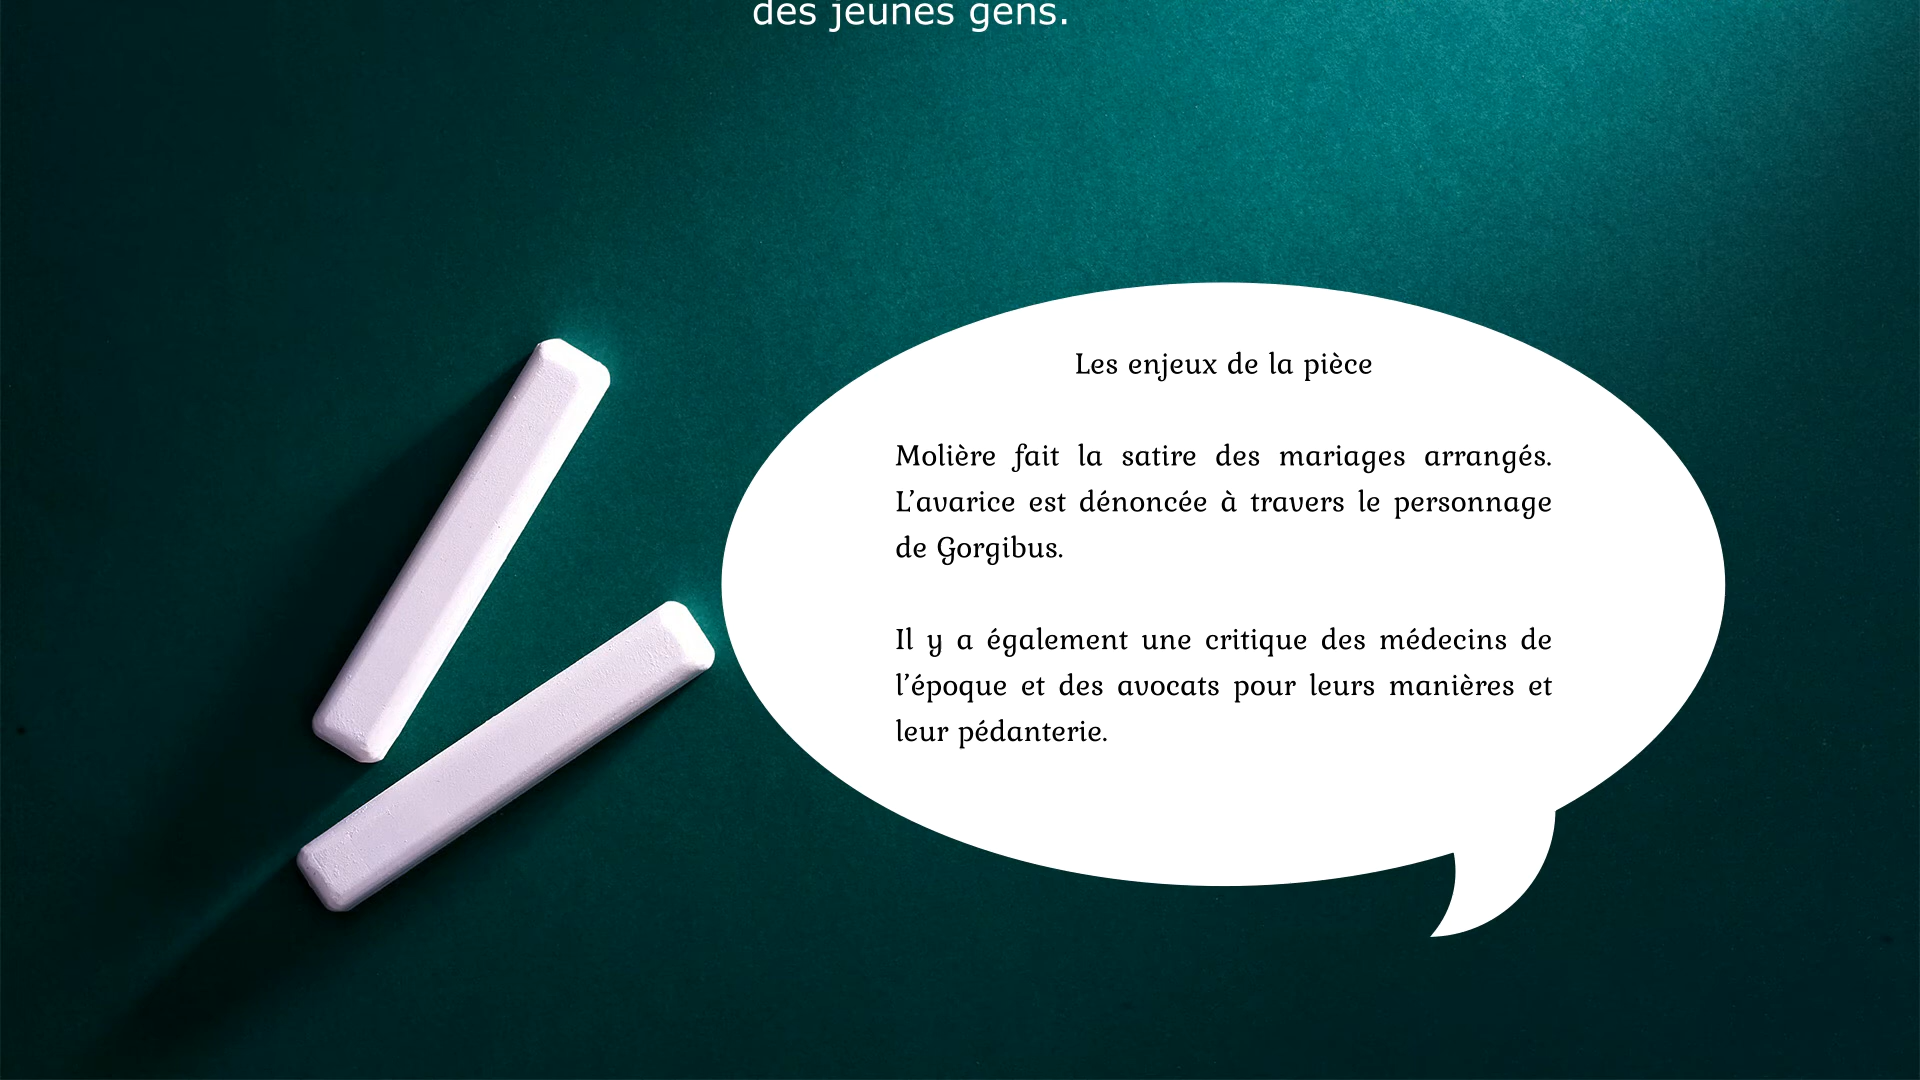 des jeunes gens.
Les enjeux de la pièce
Molière fait la satire des mariages arrangés.
L’avarice est dénoncée à travers le personnage
de Gorgibus.
Il y a également une critique des médecins de
l’époque et des avocats pour leurs manières et
leur pédanterie.